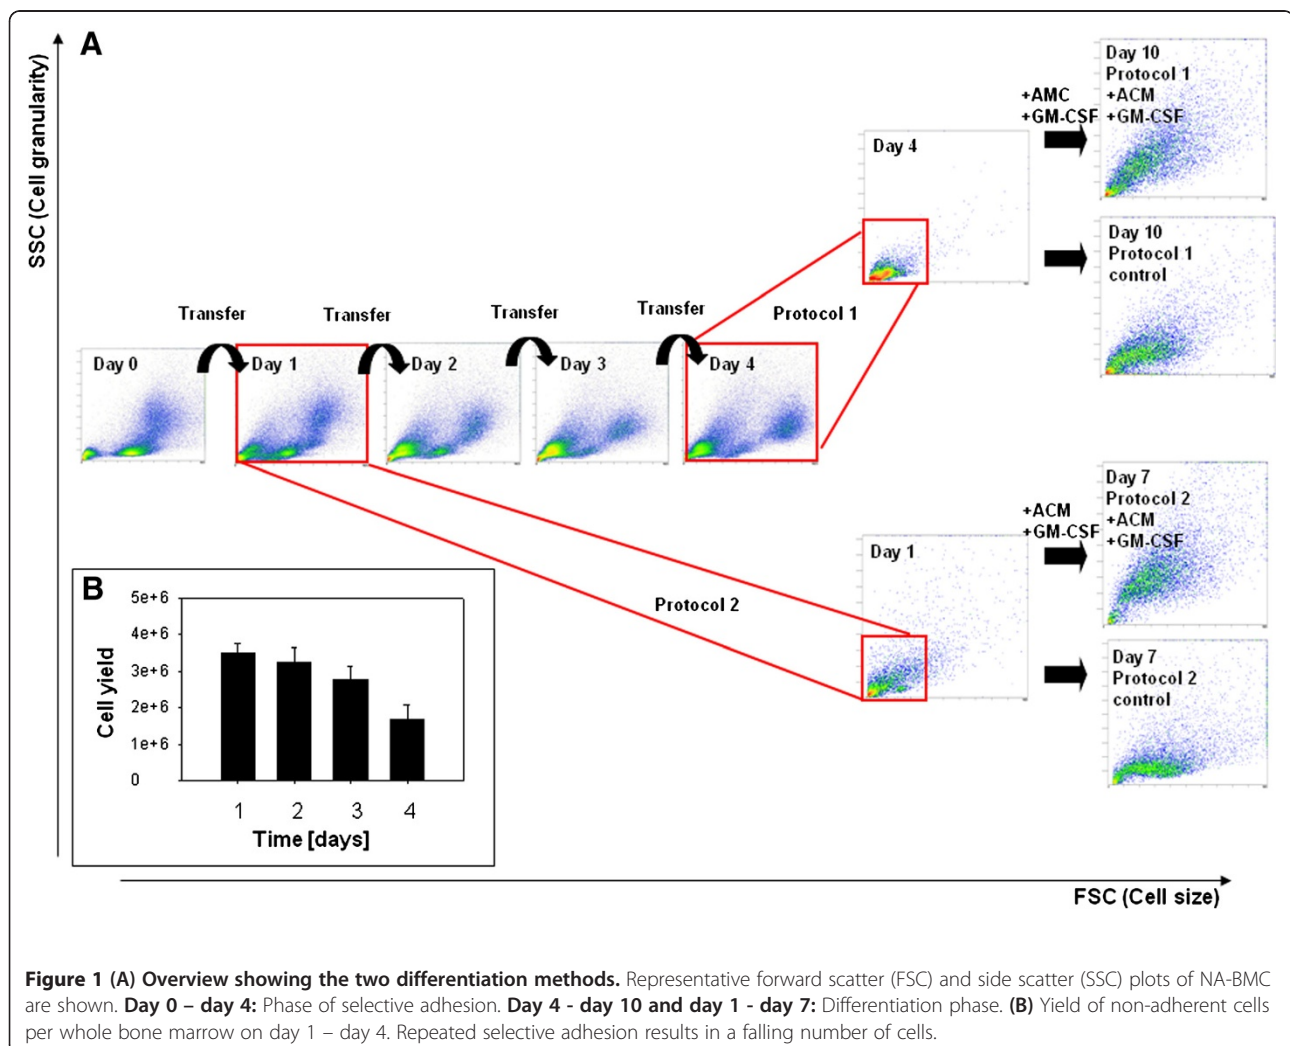 A
SSC (Cell granularity)
Day 0
Transfer
Day 1
Transfer
Day 2
Transfer
Day 3
Transfer
Day 4
Protocol 1
Day 4
+AMC
+GM-CSF
Day 10
Protocol 1
+ACM
+GM-CSF
Day 10
Protocol 1
control
Protocol 2
Day 1
+ACM
+GM-CSF
Day 7
Protocol 2
+ACM
+GM-CSF
Day 7
Protocol 2
control
B
Cell yield
5e+6
4e+6
3e+6
2e+6
1e+6
0
1 2 3 4
Time [days]
FSC (Cell size)
Figure 1 (A) Overview showing the two differentiation methods. Representative forward scatter (FSC) and side scatter (SSC) plots of NA-BMC
are shown. Day 0 – day 4: Phase of selective adhesion. Day 4 - day 10 and day 1 - day 7: Differentiation phase. (B) Yield of non-adherent cells
per whole bone marrow on day 1 – day 4. Repeated selective adhesion results in a falling number of cells.